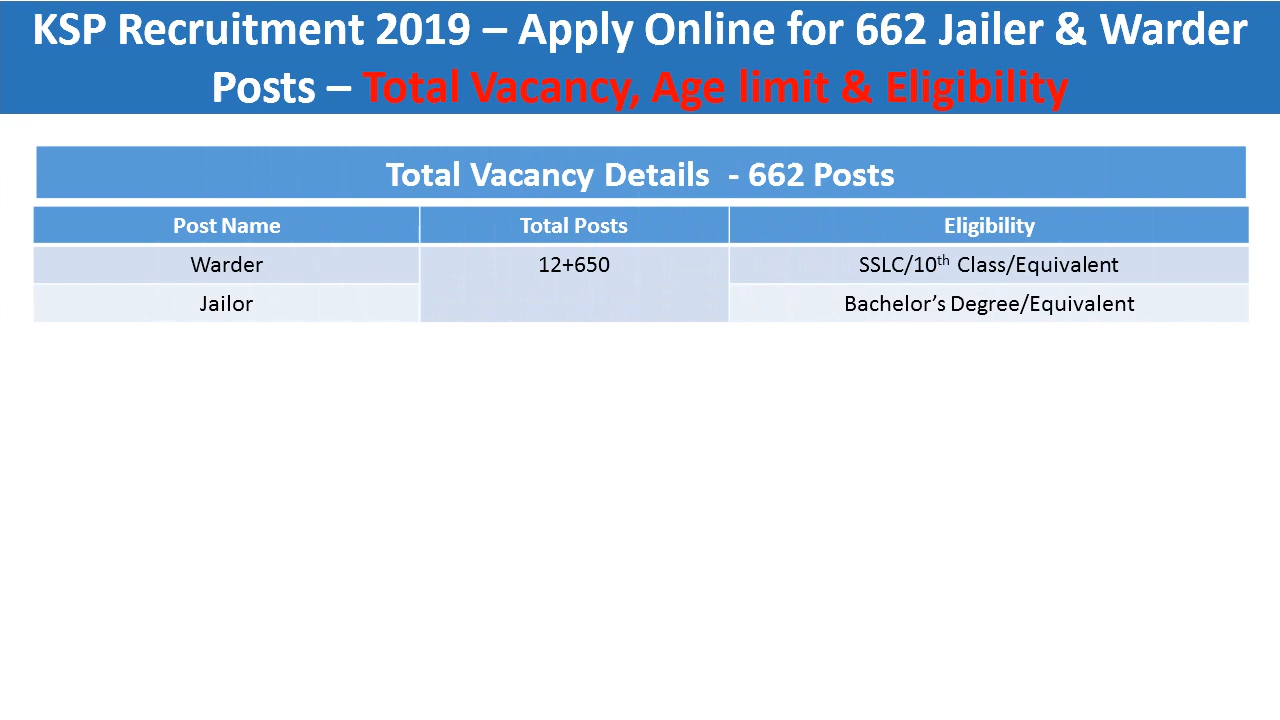 KSP Recruitment 2019 – Apply Online for 662 Jailer & Warder
Posts – Total Vacancy, Age limit & Eligibility
Total Vacancy Details - 662 Posts
Post Name Total Posts Eligibility
Warder 12+650 SSLC/10th Class/Equivalent
Jailor Bachelor’s Degree/Equivalent